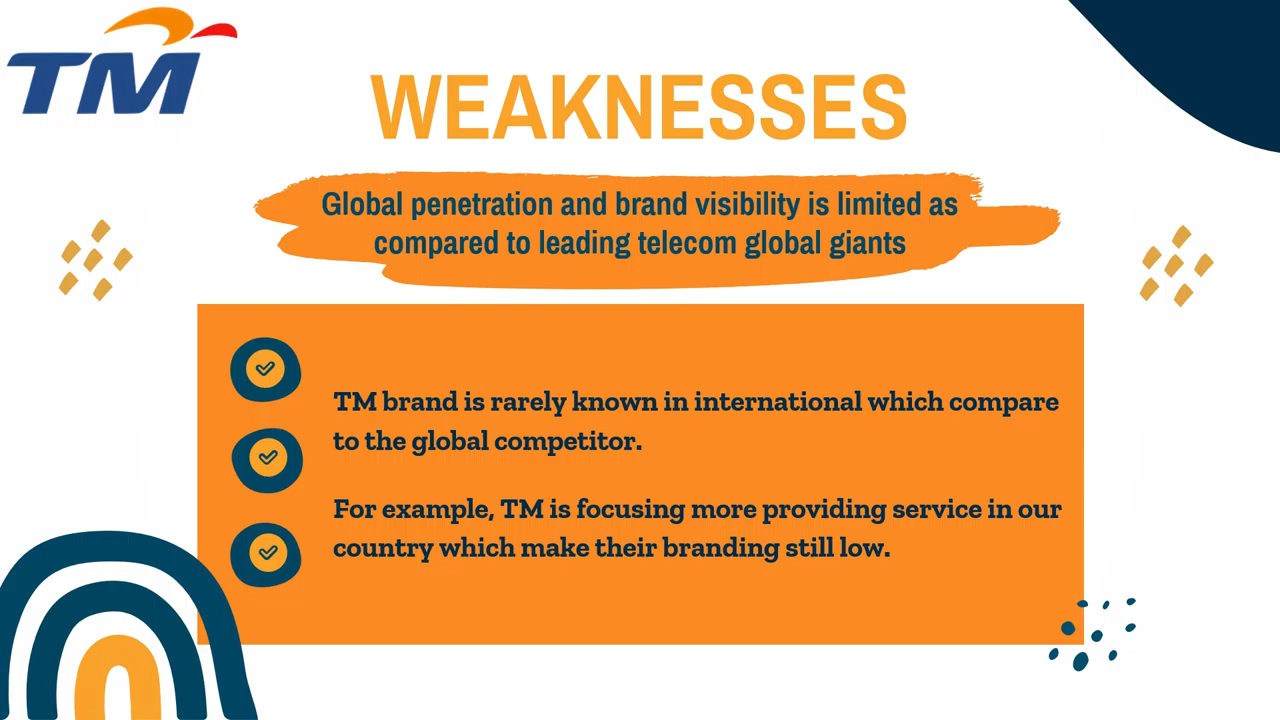 TM
WEAKNESSES
Global penetration and brand visibility is limited as
compared to leading telecom global giants
TM brand is rarely known in international which compare
to the global competitor.
For example, TM is focusing more providing service in our
country which make their branding still low.